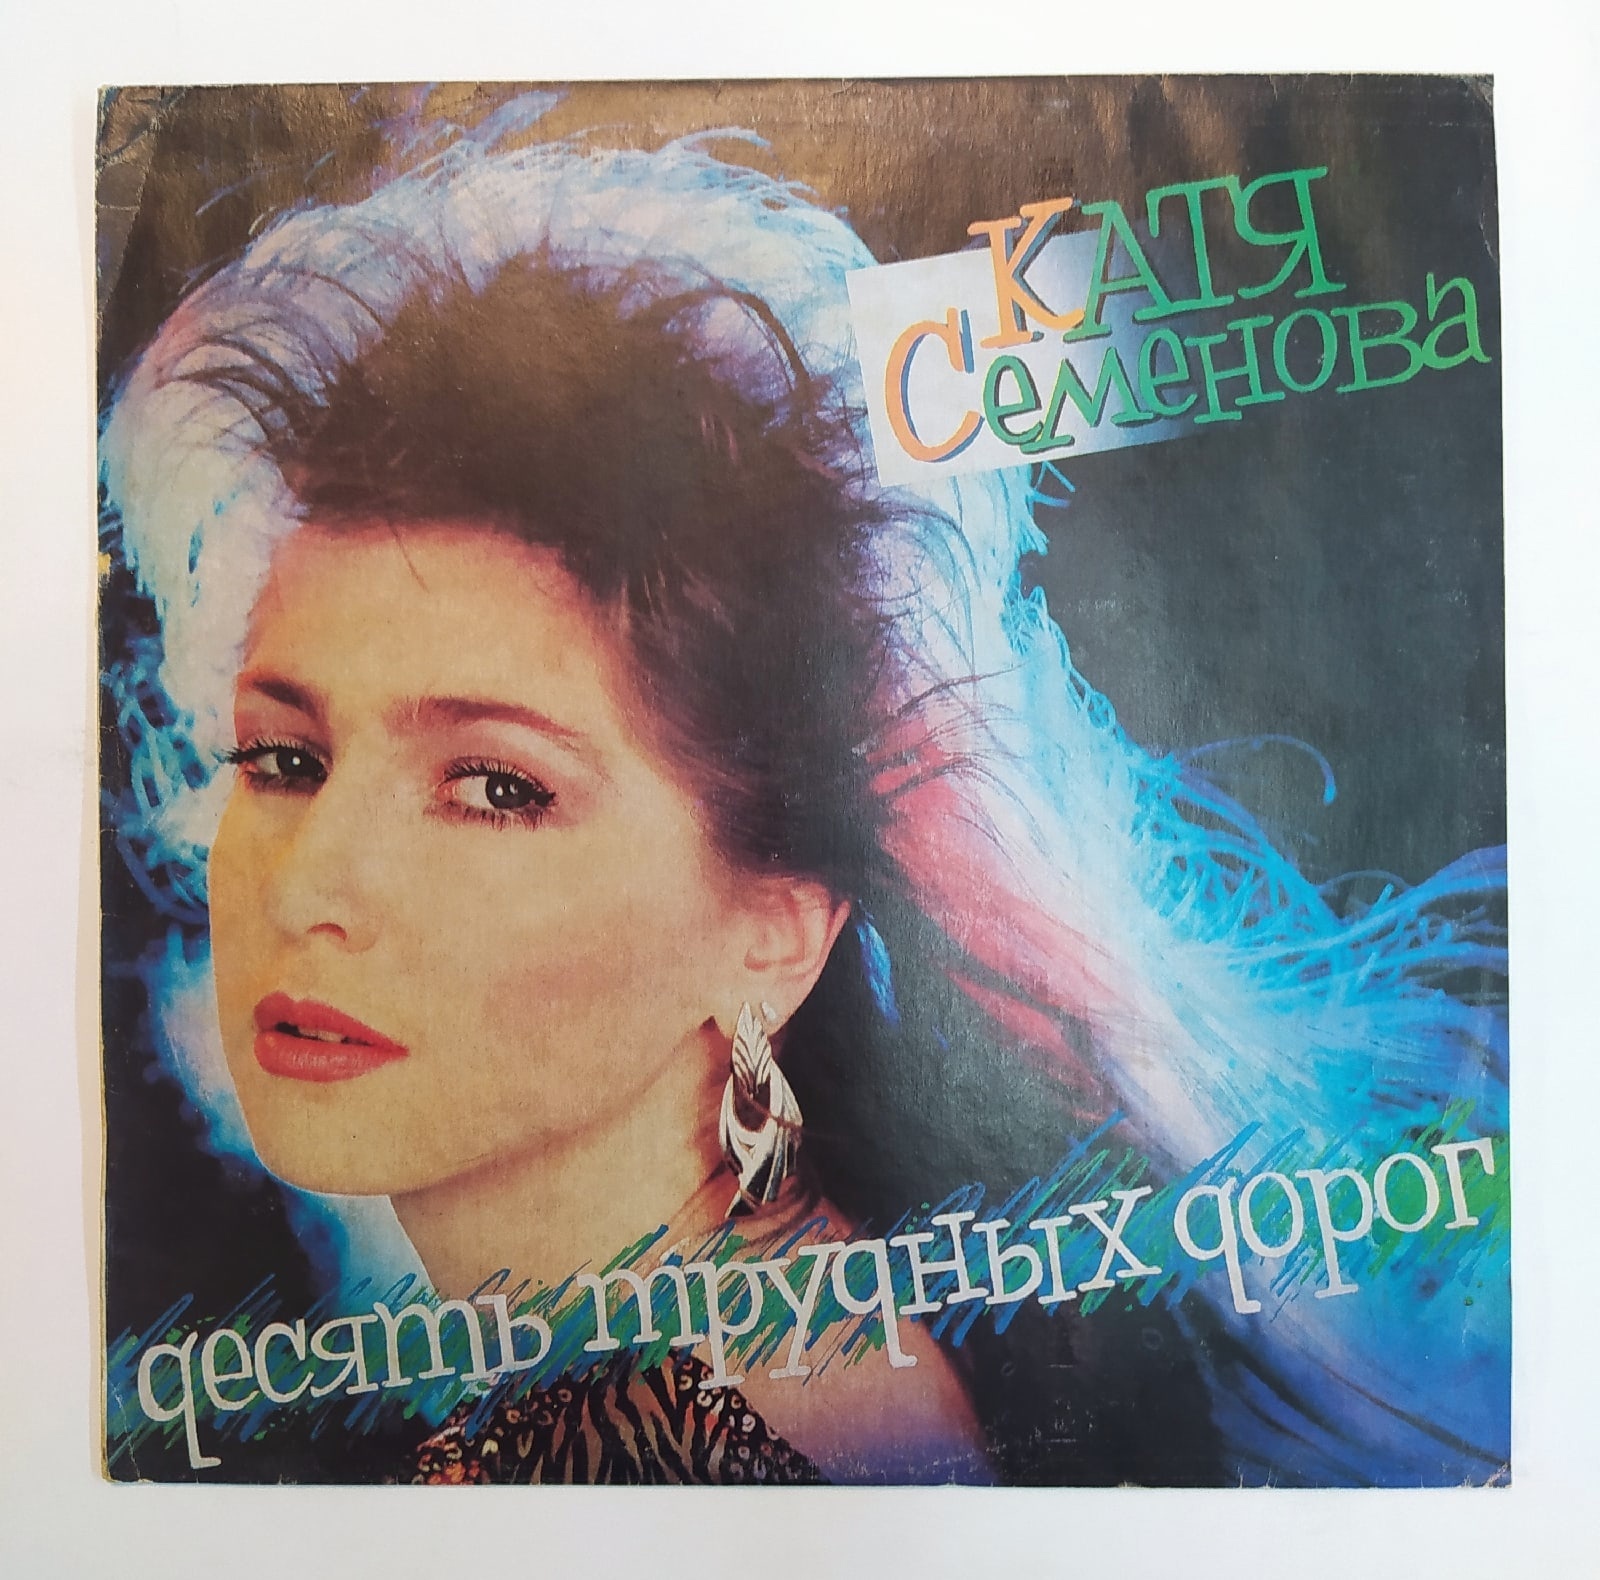 Катя
Семенова
десять трудных дорог